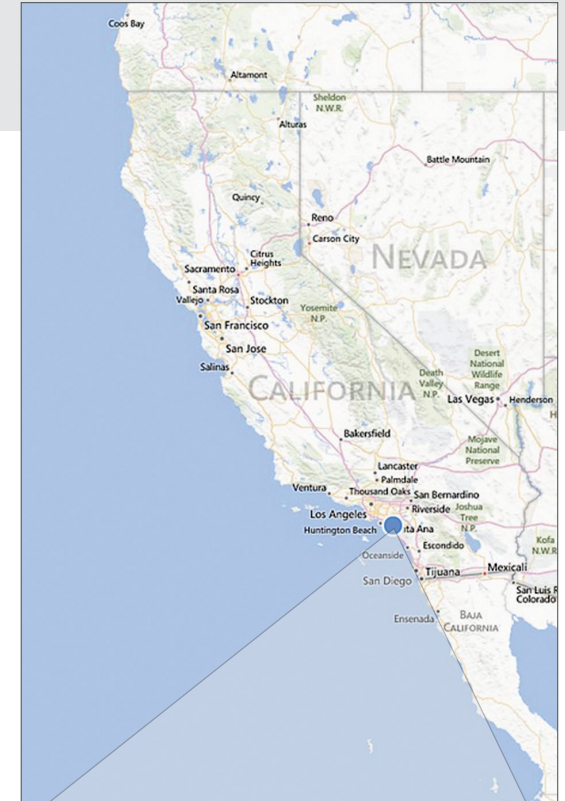 Coos Bay
Altamont
Sheldon
N.W.R.
Alturas
Battle Mountain
Quincy
Reno
Carson City
NEVADA
Citrus
Heights
Sacramento
Santa Rosa
Vallejo
Stockton
Yosemite
N.P.
San Francisco
San Jose
Salinas
Desert
National
Wildlife
Range
Death
Valley
N.P.
CALIFORNIA
Las Vegas
Henderson
H
Bakersfield
Mojave
National
Preserve
Lancaster
Palmdale
Ventura
Thousand Oaks
San Bernardino
Los Angeles
Riverside
Joshua
Tree
N.P.
Huntington Beach
ta Ana
Kofa
N.W.R
Oceanside
Escondido
San Diego
Tijuana
Mexicali
San Luis R
Colorado
Ensenada
BAJA
CALIFORNIA